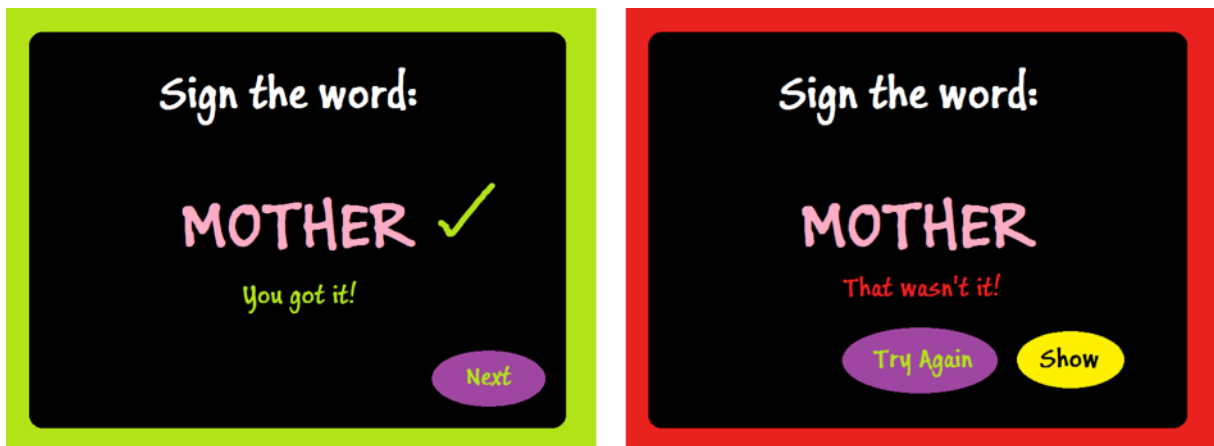 Sign the word:
MOTHER
You got it!
Next
Sign the word:
MOTHER
That wasn't it!
Try Again
Show